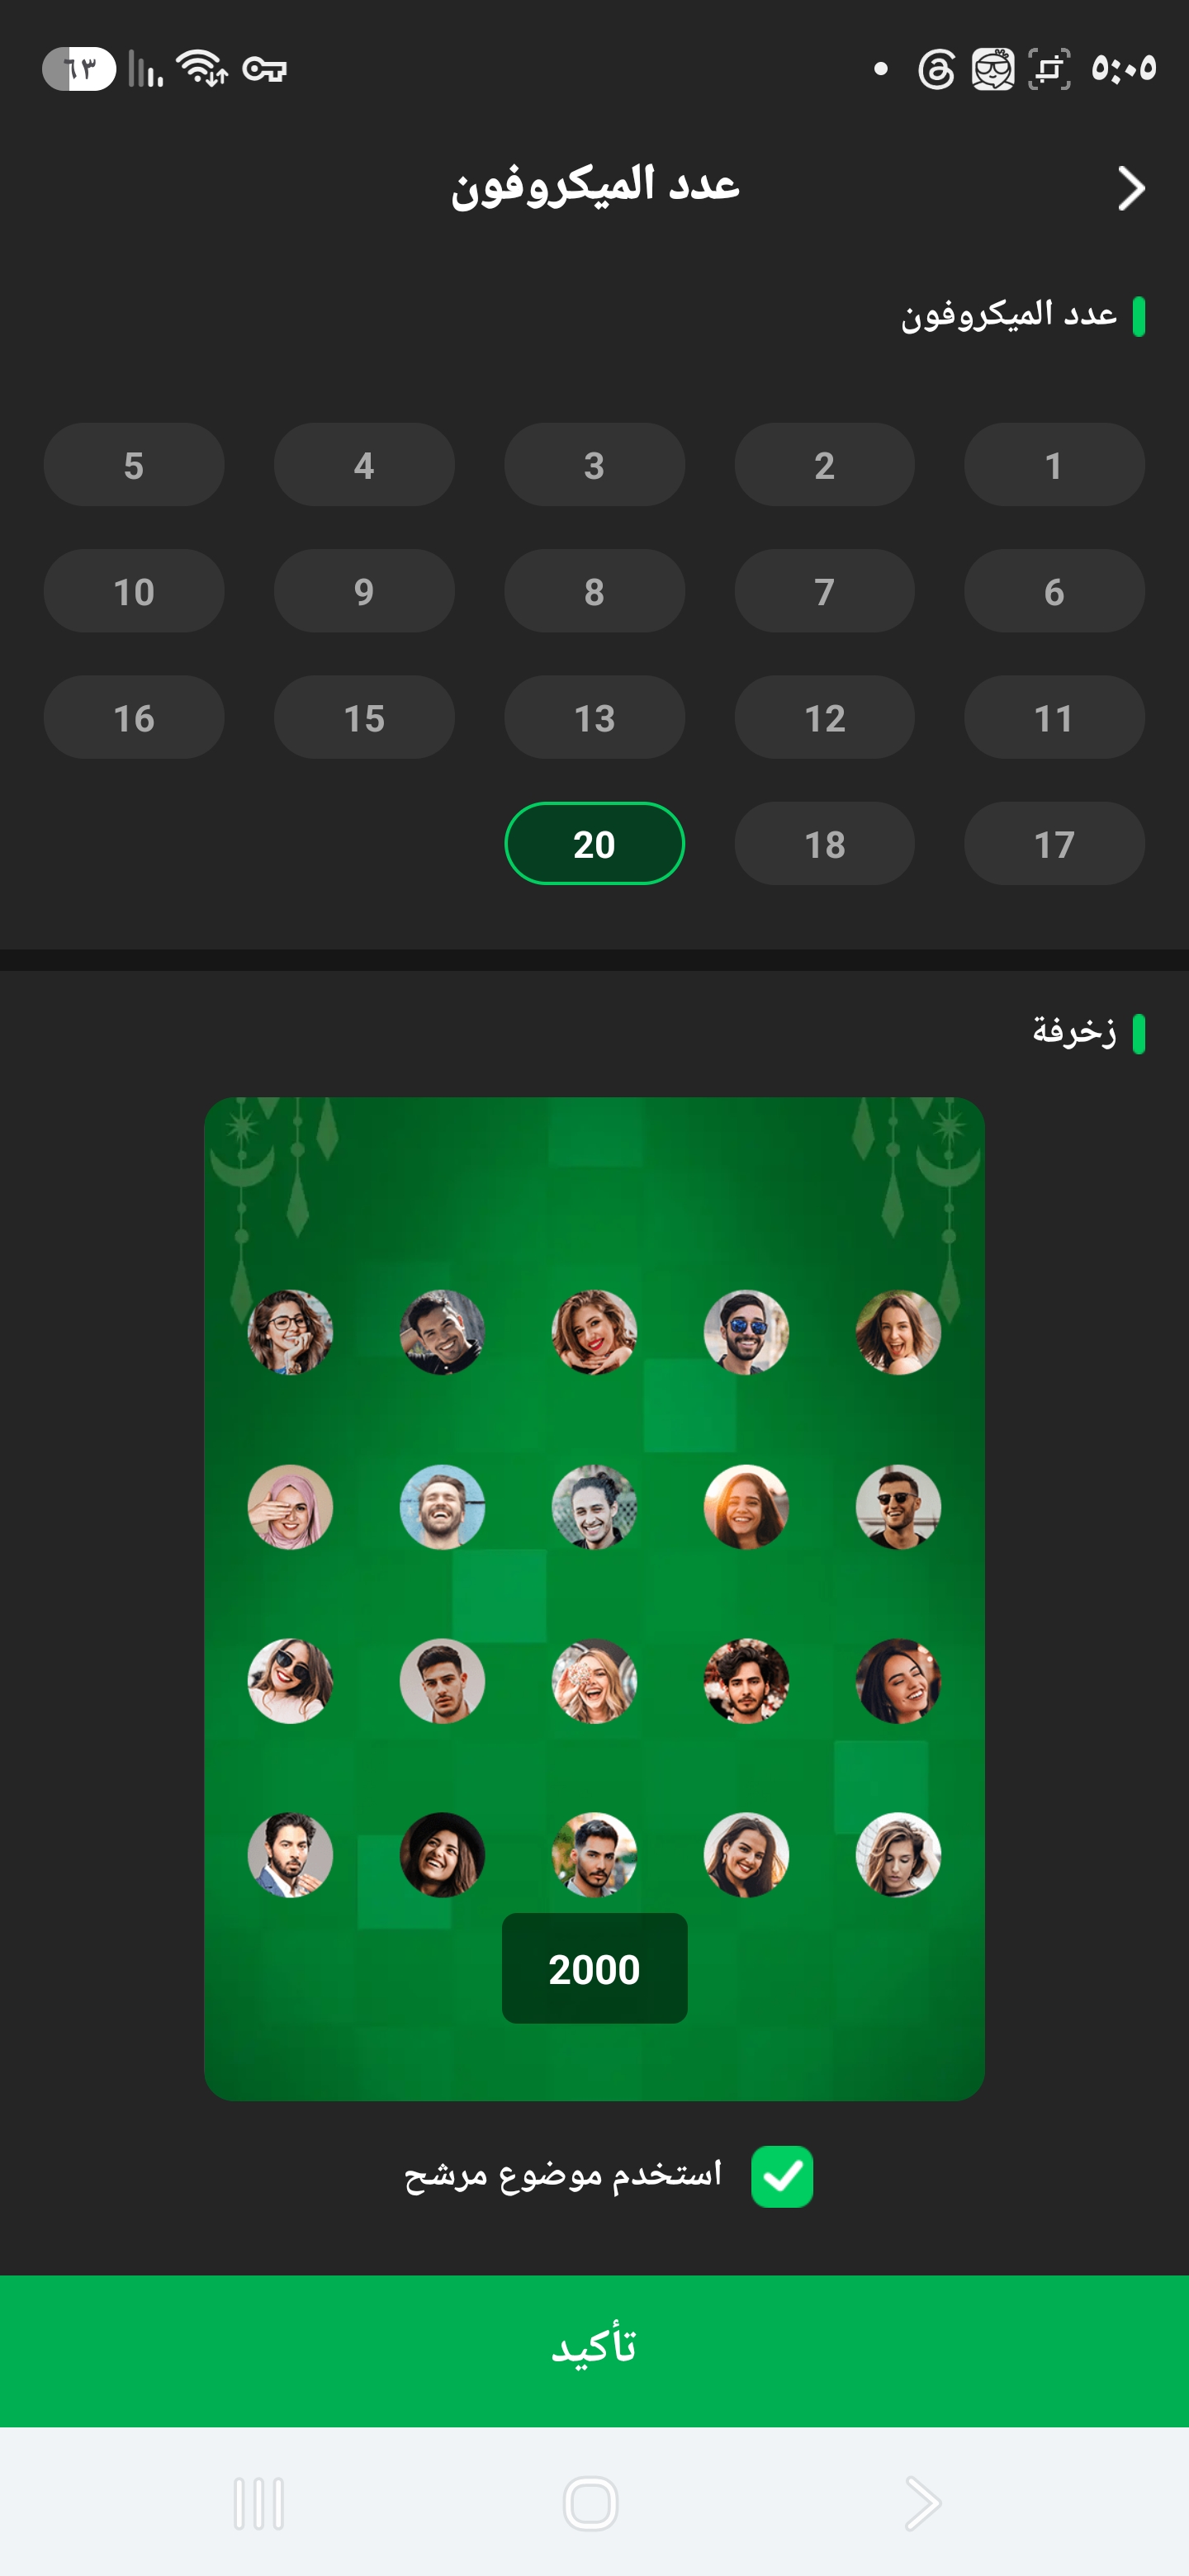 ٥:٠٥
٦٣
عدد الميكروفون
عدد الميكروفون
1 2 3 4 5
6 7 8 9 10
11 12 13 15 16
17 18 20
زخرفة
2000
استخدم موضوع مرشح
تأكيد